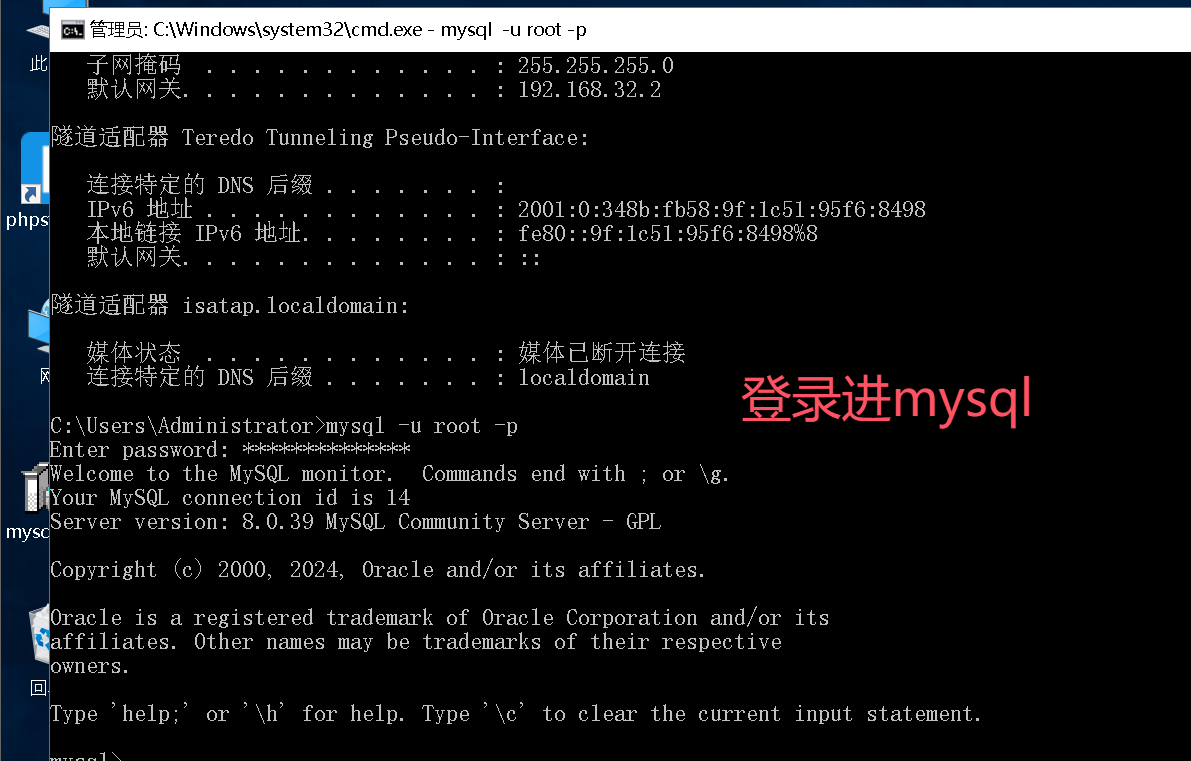 管理员: C:\Windows\system32\cmd.exe - mysql  -u root -p
此
子网掩码  . . . . . . . . . . . . : 255.255.255.0
默认网关. . . . . . . . . . . . . : 192.168.32.2
隧道适配器 Teredo Tunneling Pseudo-Interface:
连接特定的 DNS 后缀 . . . . . . . :
IPv6 地址 . . . . . . . . . . . . : 2001:0:348b:fb58:9f:1c51:95f6:8498
phps
本地链接 IPv6 地址. . . . . . . . : fe80::9f:1c51:95f6:8498%8
默认网关. . . . . . . . . . . . . : ::
隧道适配器 isatap.localdomain:
媒体状态  . . . . . . . . . . . . : 媒体已断开连接
连接特定的 DNS 后缀 . . . . . . . : localdomain
登录进mysql
C:\Users\Administrator>mysql -u root -p
Enter password: **************
Welcome to the MySQL monitor.  Commands end with ; or \g.
Your MySQL connection id is 14
Server version: 8.0.39 MySQL Community Server - GPL
mysc
Copyright (c) 2000, 2024, Oracle and/or its affiliates.
Oracle is a registered trademark of Oracle Corporation and/or its
affiliates. Other names may be trademarks of their respective
owners.
回
Type 'help;' or '\h' for help. Type '\c' to clear the current input statement.
mysql>